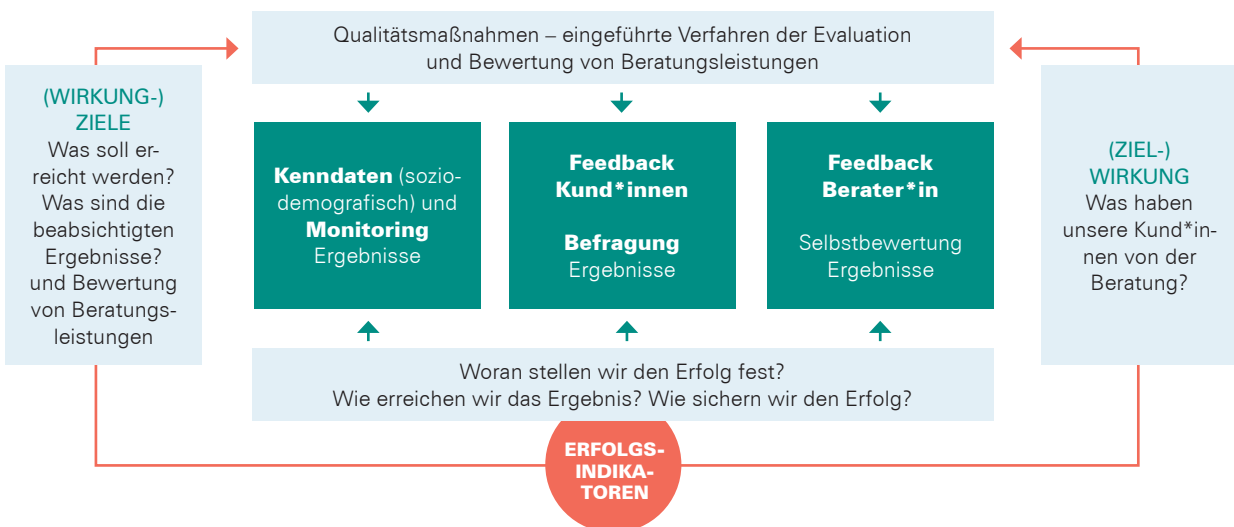 Qualitätsmaßnahmen – eingeführte Verfahren der Evaluation
und Bewertung von Beratungsleistungen
(WIRKUNG-)
ZIELE
Was soll er-
reicht werden?
Was sind die
beabsichtigten
Ergebnisse?
und Bewertung
von Beratungs-
leistungen
Kenndaten (sozio-
demografisch) und
Monitoring
Ergebnisse
Feedback
Kund*innen
Befragung
Ergebnisse
Feedback
Berater*in
Selbstbewertung
Ergebnisse
(ZIEL-)
WIRKUNG
Was haben
unsere Kund*in-
nen von der
Beratung?
Woran stellen wir den Erfolg fest?
Wie erreichen wir das Ergebnis? Wie sichern wir den Erfolg?
ERFOLGS-
INDIKA-
TOREN